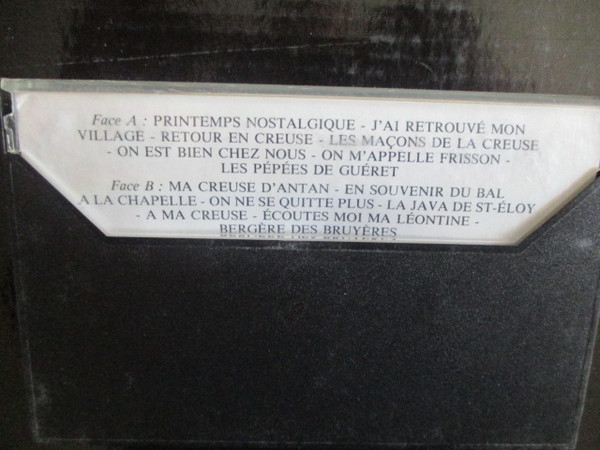 Face A : PRINTEMPS NOSTALGIQUE - J'AI RETROUVÉ MON
VILLAGE - RETOUR EN CREUSE - LES MAÇONS DE LA CREUSE
- ON EST BIEN CHEZ NOUS - ON M'APPELLE FRISSON -
LES PÉPÉES DE GUÉRET
Face B : MA CREUSE D'ANTAN - EN SOUVENIR DU BAL
A LA CHAPELLE - ON NE SE QUITTE PLUS - LA JAVA DE ST-ÉLOY
- A MA CREUSE - ÉCOUTES MOI MA LÉONTINE -
BERGÈRE DES BRUYÈRES